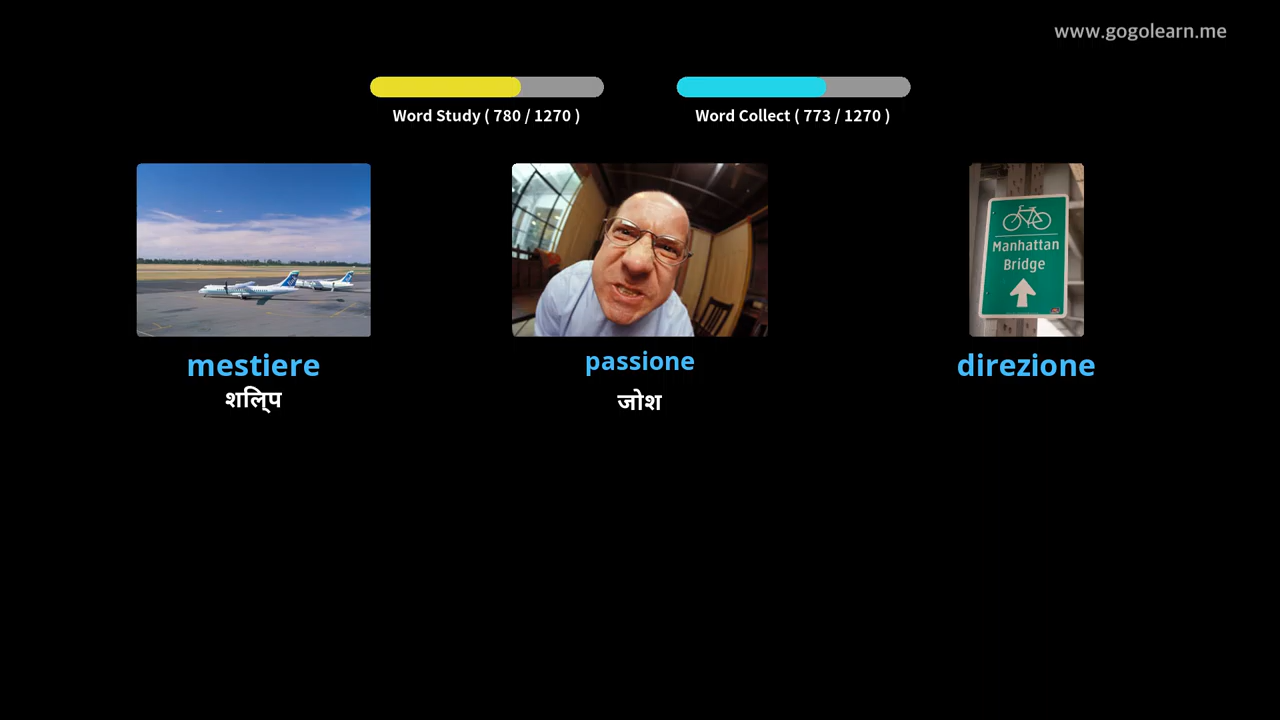 www.gogolearn.me
Word Study ( 780 / 1270 )
Word Collect ( 773 / 1270 )
Manhattan
Bridge
mestiere
passione
direzione
शल्पि
जोश